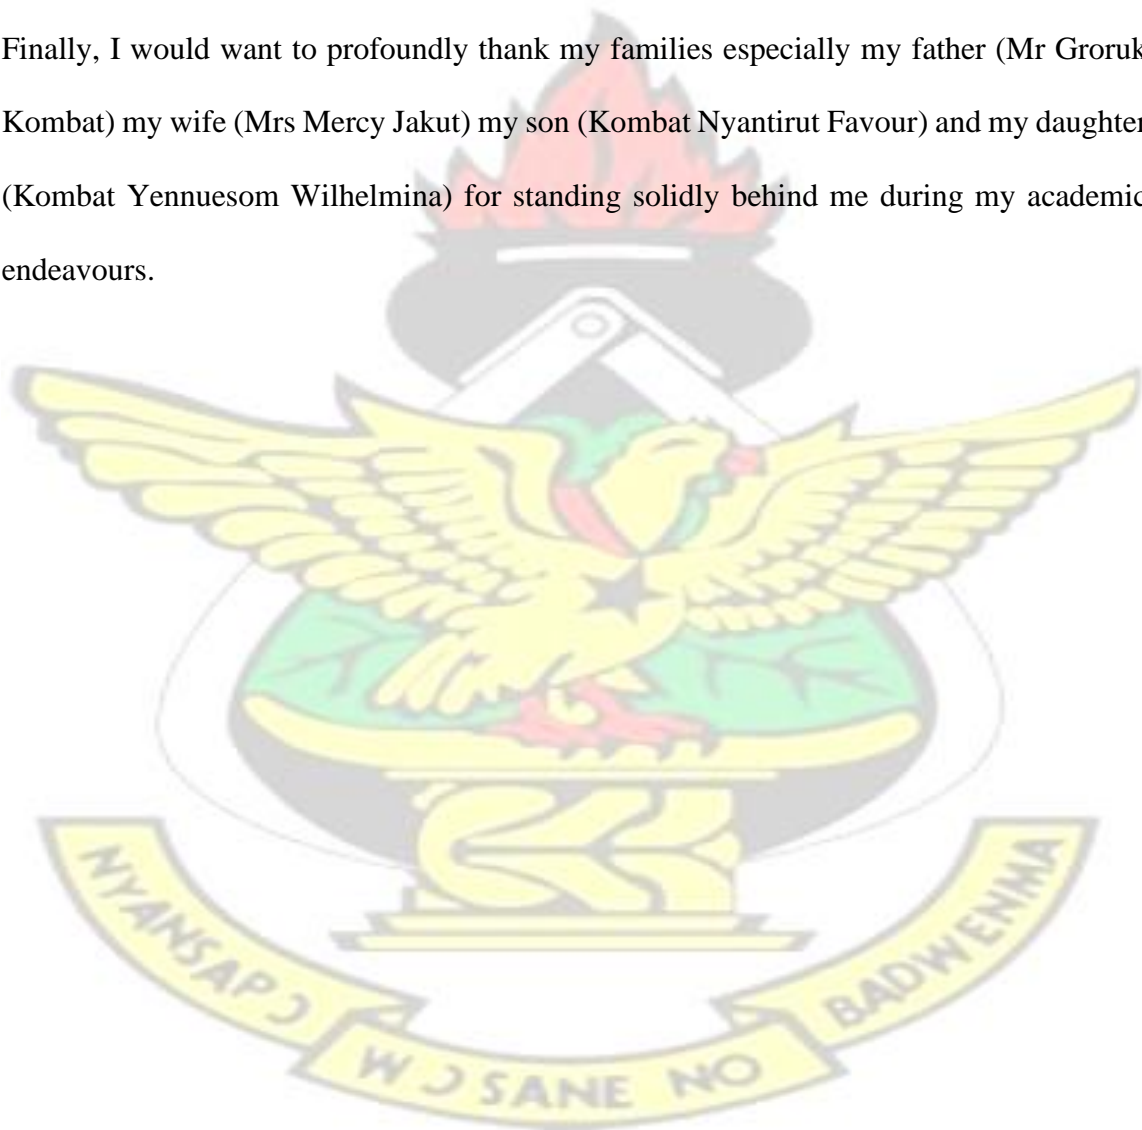 Finally, I would want to profoundly thank my families especially my father (Mr Groruk
Kombat) my wife (Mrs Mercy Jakut) my son (Kombat Nyantirut Favour) and my daughter
(Kombat Yennuesom Wilhelmina) for standing solidly behind me during my academic
endeavours.
NYANSAPƆ WƆSANE NO BADWENMA